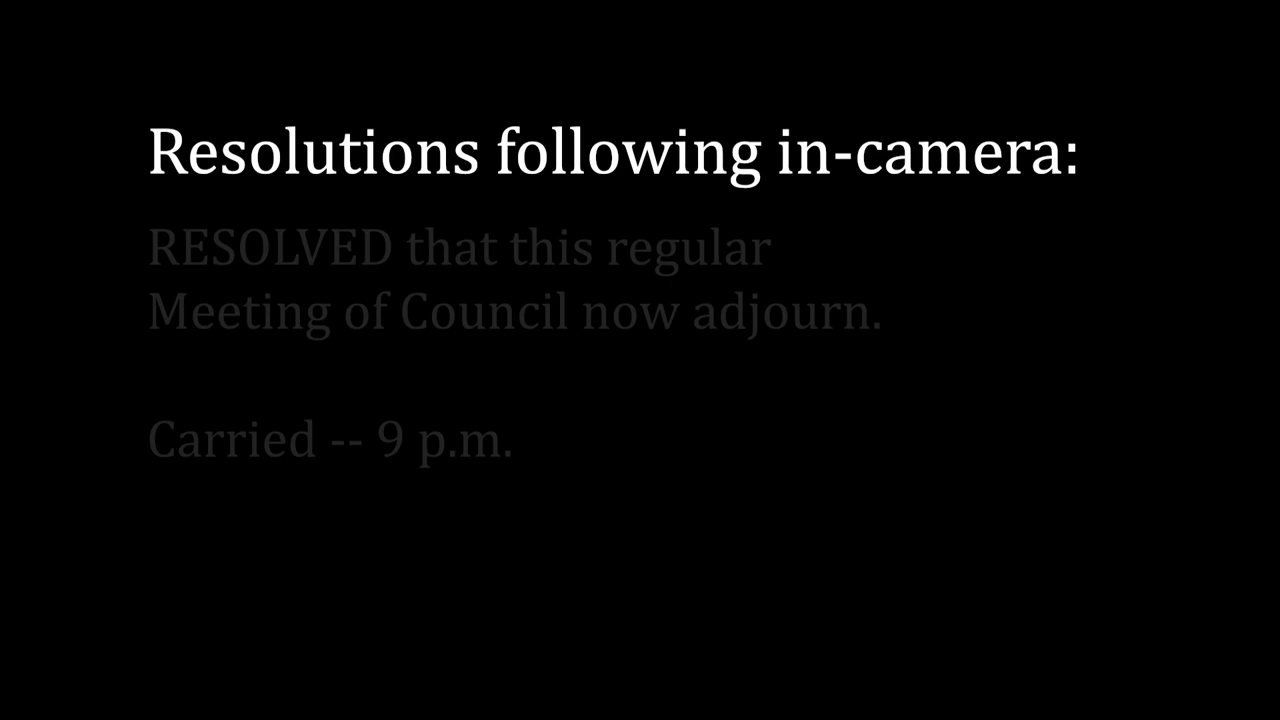 Resolutions following in-camera:
RESOLVED that this regular
Meeting of Council now adjourn.
Carried -- 9 p.m.